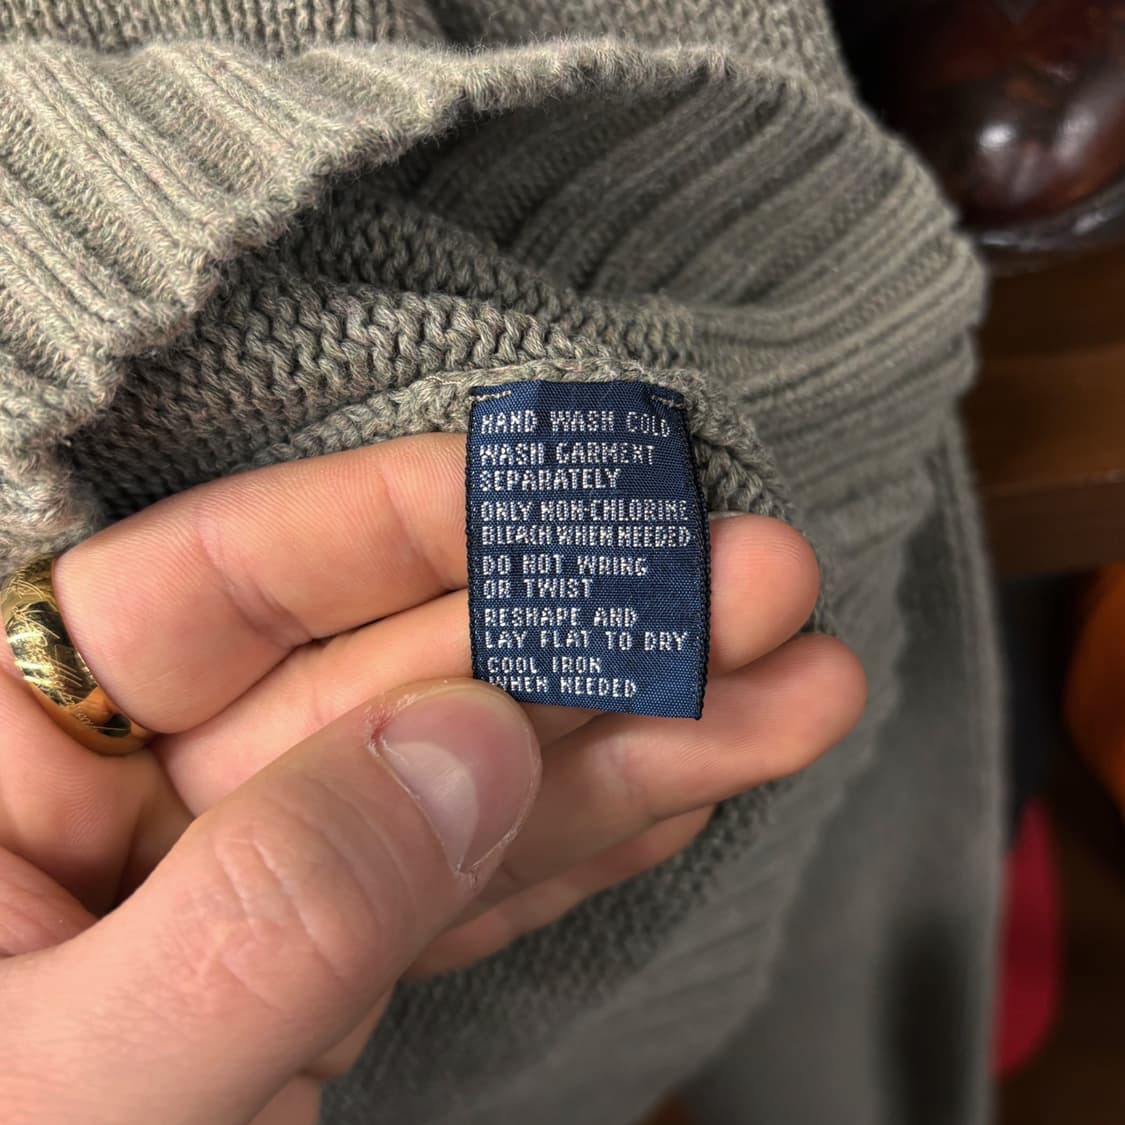 HAND WASH COLD
WASH GARMENT
SEPARATELY
ONLY NON-CHLORINE
BLEACH WHEN NEEDED
DO NOT WRING
OR TWIST
RESHAPE AND
LAY FLAT TO DRY
COOL IRON
WHEN NEEDED